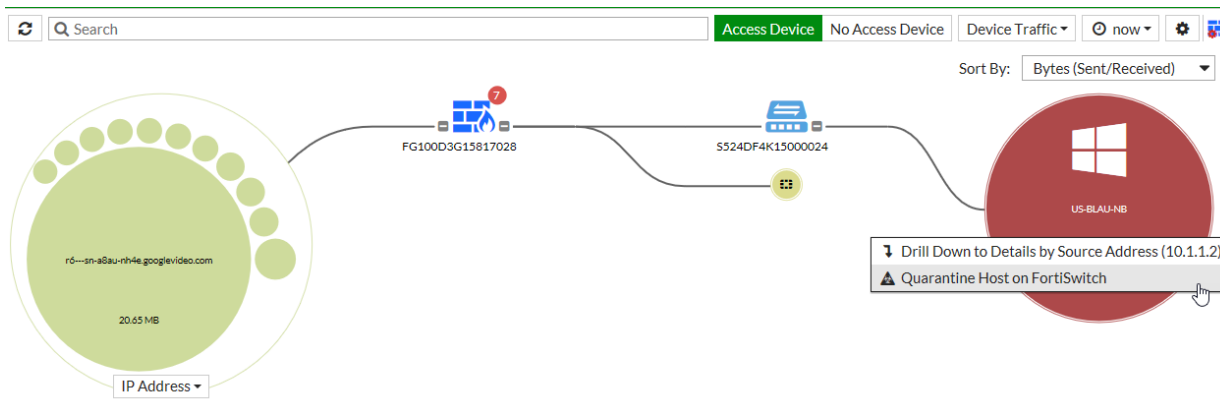 Search
Access Device
No Access Device
Device Traffic
now
Sort By:
Bytes (Sent/Received)
7
FG100D3G15817028
S524DF4K15000024
US-BLAU-NB
Drill Down to Details by Source Address (10.1.1.2)
Quarantine Host on FortiSwitch
r6---sn-a8au-nh4e.googlevideo.com
20.65 MB
IP Address